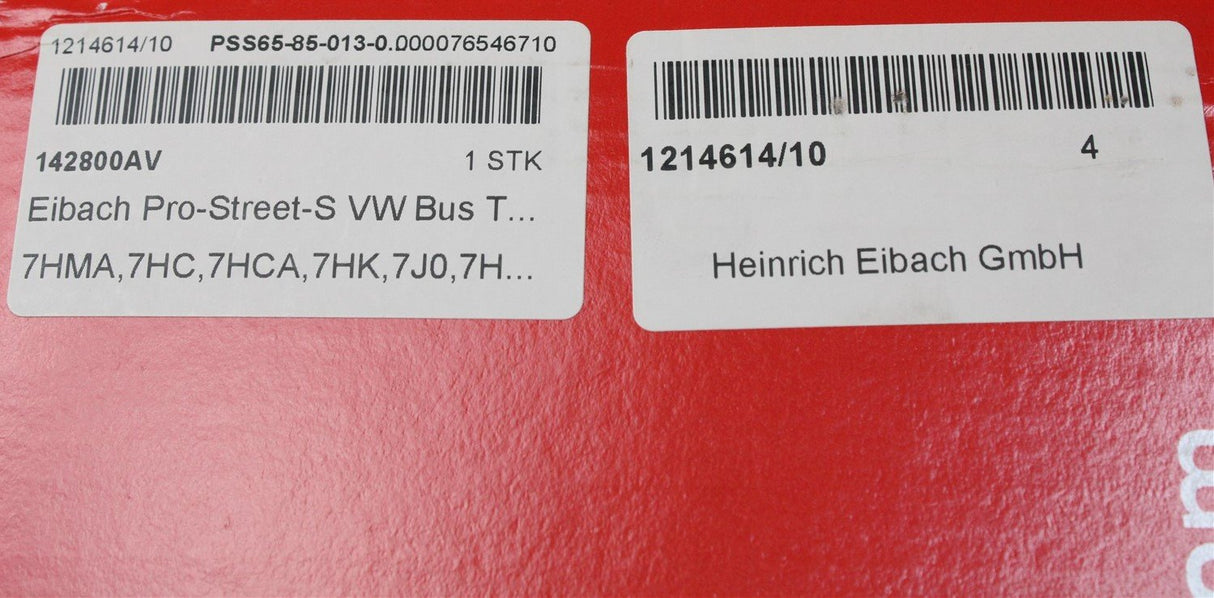 1214614/10 PSS65-85-013-0.000076546710
142800AV 1 STK
Eibach Pro-Street-S VW Bus T...
7HMA,7HC,7HCA,7HK,7J0,7H...
1214614/10 4
Heinrich Eibach GmbH
om